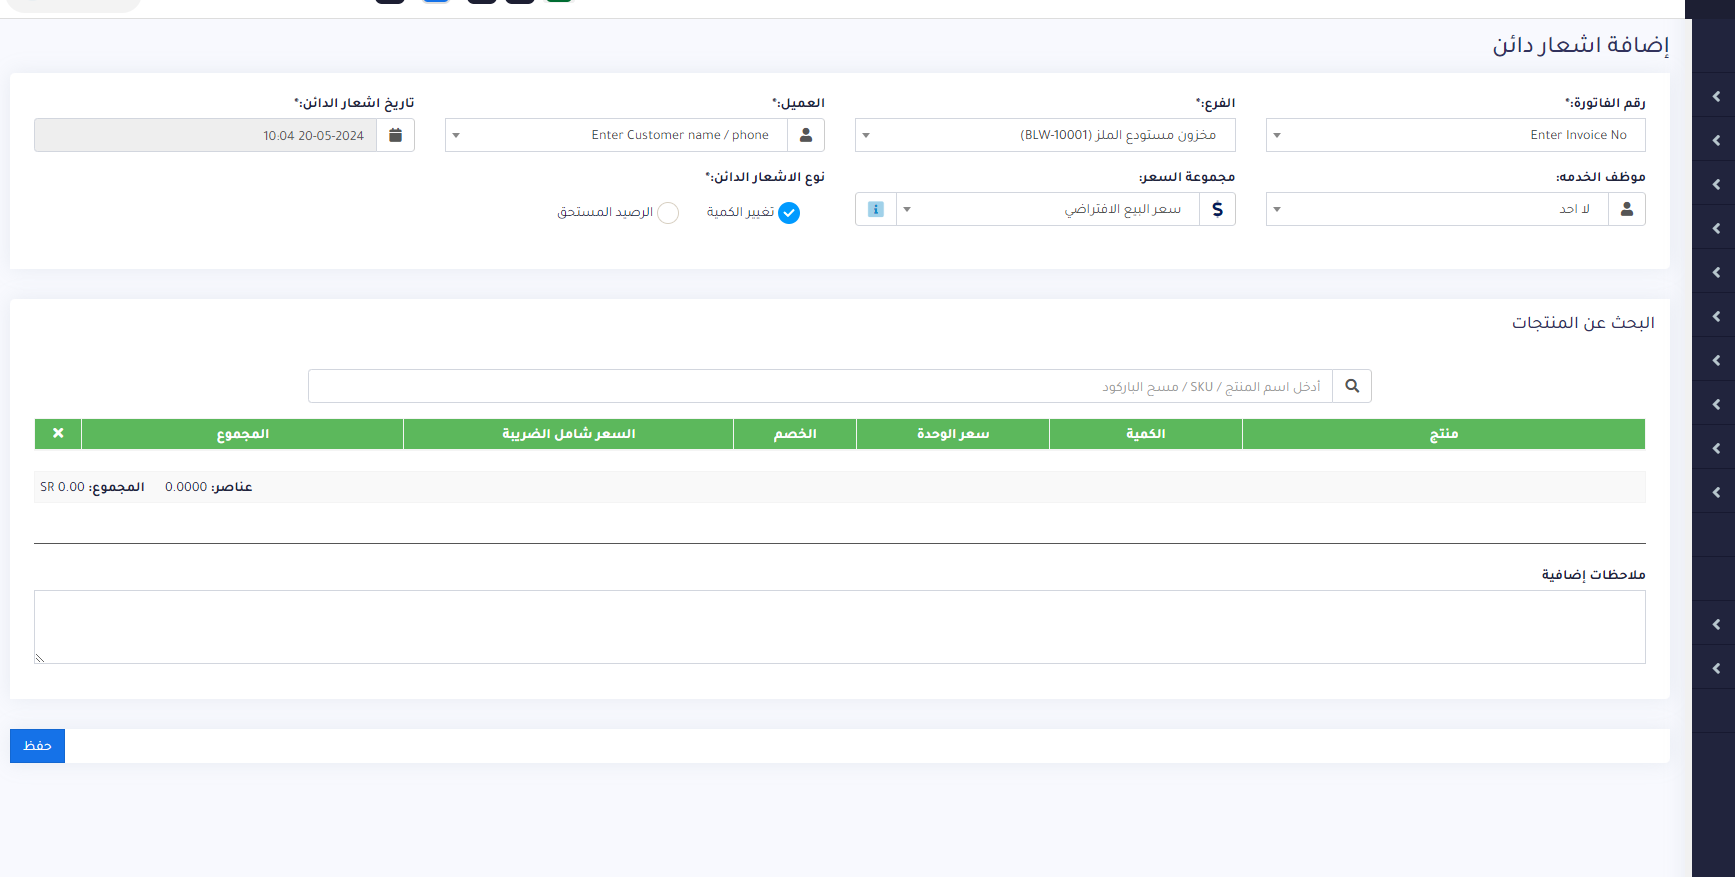 إضافة اشعار دائن
رقم الفاتورة:*
الفرع:*
العميل:*
تاريخ اشعار الدائن:*
Enter Invoice No
مخزون مستودع الملز (BLW-10001)
Enter Customer name / phone
10:04 20-05-2024
موظف الخدمه:
مجموعة السعر:
نوع الاشعار الدائن:*
لا احد
سعر البيع الافتراضي
تغيير الكمية
الرصيد المستحق
البحث عن المنتجات
أدخل اسم المنتج / SKU / مسح الباركود
منتج الكمية سعر الوحدة الخصم السعر شامل الضريبة المجموع
عناصر: 0.0000 المجموع: SR 0.00
ملاحظات إضافية
حفظ